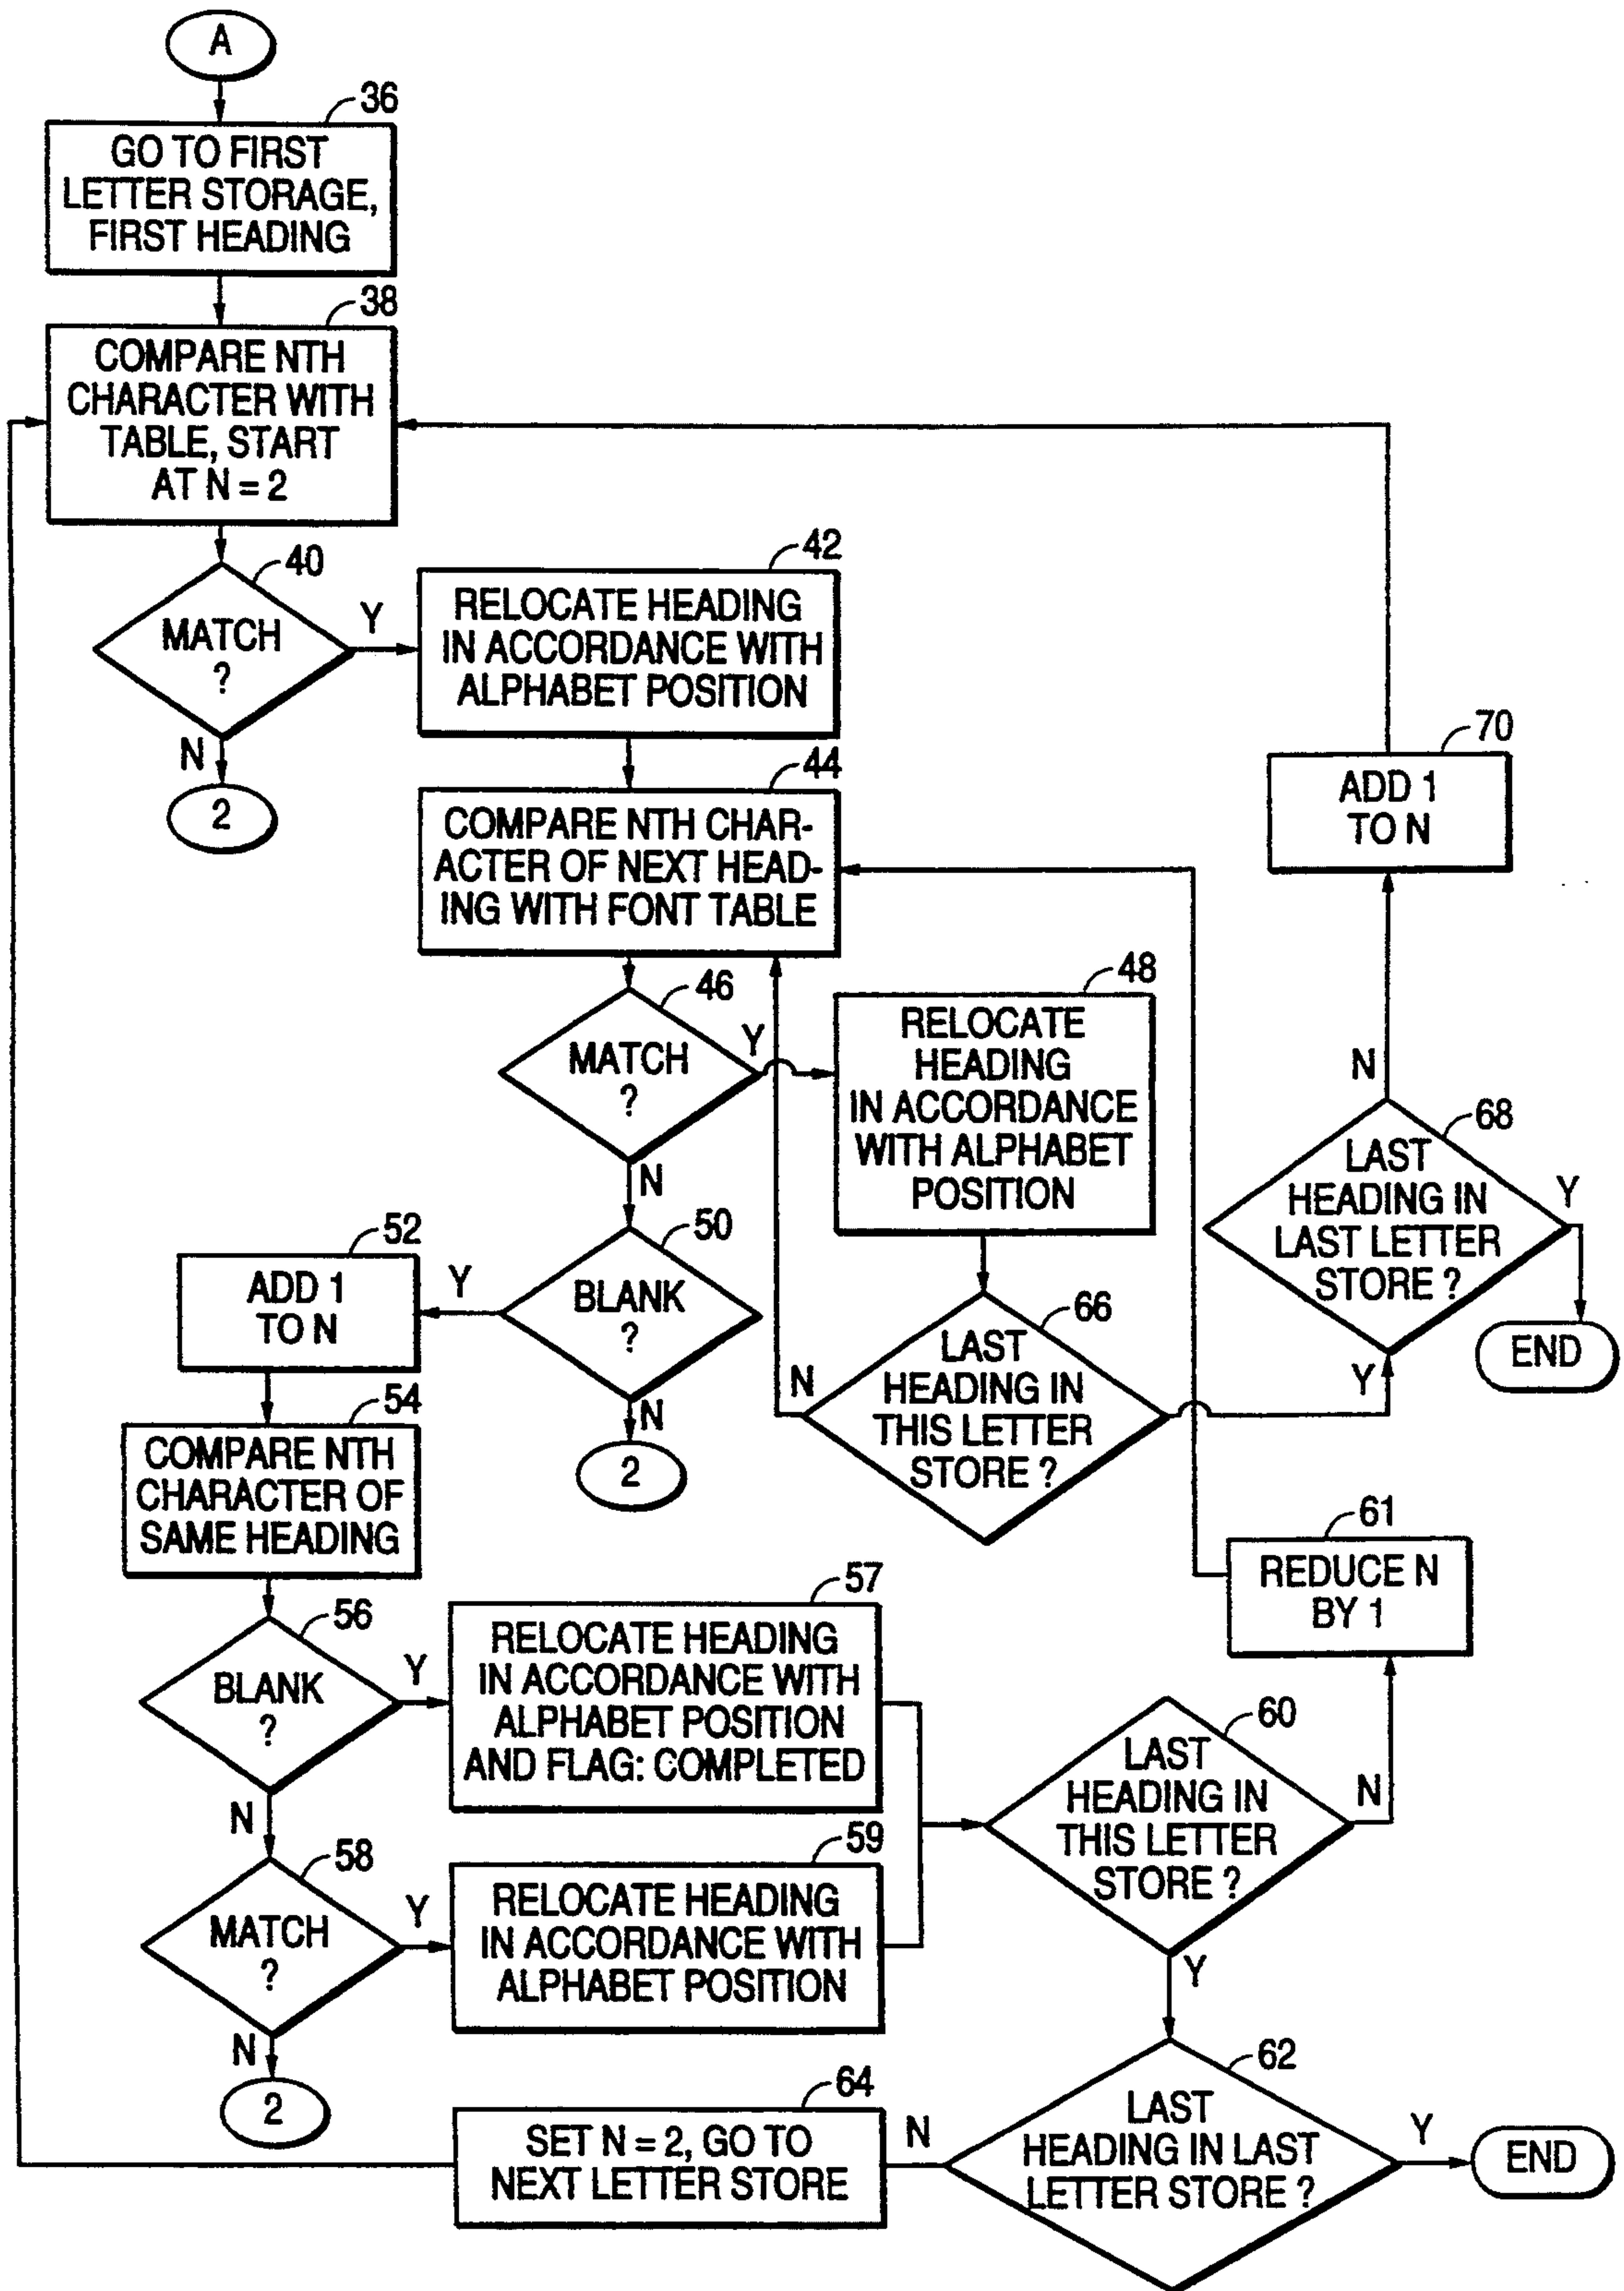 A
36
GO TO FIRST
LETTER STORAGE,
FIRST HEADING
38
COMPARE NTH
CHARACTER WITH
TABLE, START
AT N = 2
40
MATCH
?
Y
N
2
42
RELOCATE HEADING
IN ACCORDANCE WITH
ALPHABET POSITION
44
COMPARE NTH CHAR-
ACTER OF NEXT HEAD-
ING WITH FONT TABLE
46
MATCH
?
Y
N
48
RELOCATE
HEADING
IN ACCORDANCE
WITH ALPHABET
POSITION
50
BLANK
?
Y
N
2
52
ADD 1
TO N
54
COMPARE NTH
CHARACTER OF
SAME HEADING
56
BLANK
?
Y
N
57
RELOCATE HEADING
IN ACCORDANCE WITH
ALPHABET POSITION
AND FLAG: COMPLETED
58
MATCH
?
Y
N
2
59
RELOCATE HEADING
IN ACCORDANCE WITH
ALPHABET POSITION
60
LAST
HEADING IN
THIS LETTER
STORE ?
N
Y
61
REDUCE N
BY 1
62
LAST
HEADING IN LAST
LETTER STORE ?
N
Y
END
64
SET N = 2, GO TO
NEXT LETTER STORE
66
LAST
HEADING IN
THIS LETTER
STORE ?
N
Y
68
LAST
HEADING IN
LAST LETTER
STORE ?
N
Y
END
70
ADD 1
TO N